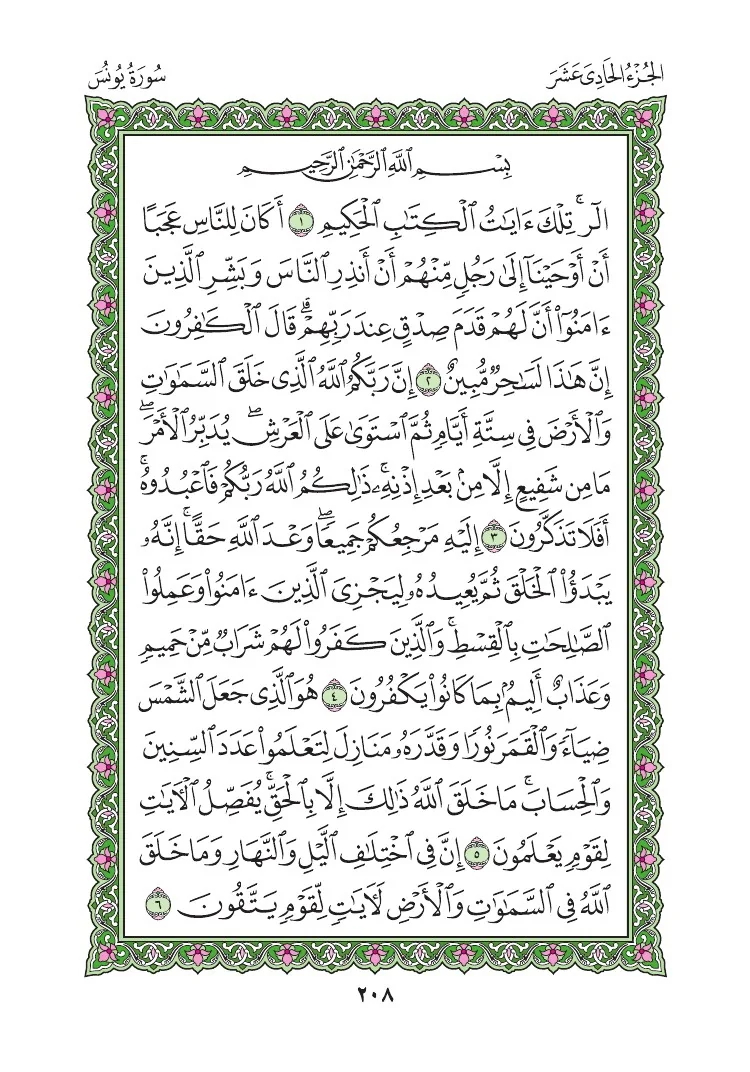 الجُزْءُ الحَادِى عَشَرَ
سُورَةُ يُونُسَ
بِسْمِ ٱللَّهِ ٱلرَّحْمَٰنِ ٱلرَّحِيمِ
الٓرۚ تِلْكَ ءَايَٰتُ ٱلْكِتَٰبِ ٱلْحَكِيمِ ١ أَكَانَ لِلنَّاسِ عَجَبًا
أَنْ أَوْحَيْنَآ إِلَىٰ رَجُلٍ مِّنْهُمْ أَنْ أَنذِرِ ٱلنَّاسَ وَبَشِّرِ ٱلَّذِينَ
ءَامَنُوٓا۟ أَنَّ لَهُمْ قَدَمَ صِدْقٍ عِندَ رَبِّهِمْۗ قَالَ ٱلْكَٰفِرُونَ
إِنَّ هَٰذَا لَسَٰحِرٌ مُّبِينٌ ٢ إِنَّ رَبَّكُمُ ٱللَّهُ ٱلَّذِى خَلَقَ ٱلسَّمَٰوَٰتِ
وَٱلْأَرْضَ فِى سِتَّةِ أَيَّامٍ ثُمَّ ٱسْتَوَىٰ عَلَى ٱلْعَرْشِۖ يُدَبِّرُ ٱلْأَمْرَۖ
مَا مِن شَفِيعٍ إِلَّا مِنۢ بَعْدِ إِذْنِهِۦۚ ذَٰلِكُمُ ٱللَّهُ رَبُّكُمْ فَٱعْبُدُوهُۚ
أَفَلَا تَذَكَّرُونَ ٣ إِلَيْهِ مَرْجِعُكُمْ جَمِيعًاۖ وَعْدَ ٱللَّهِ حَقًّاۚ إِنَّهُۥ
يَبْدَؤُا۟ ٱلْخَلْقَ ثُمَّ يُعِيدُهُۥ لِيَجْزِىَ ٱلَّذِينَ ءَامَنُوا۟ وَعَمِلُوا۟
ٱلصَّٰلِحَٰتِ بِٱلْقِسْطِۚ وَٱلَّذِينَ كَفَرُوا۟ لَهُمْ شَرَابٌ مِّنْ حَمِيمٍ
وَعَذَابٌ أَلِيمٌۢ بِمَا كَانُوا۟ يَكْفُرُونَ ٤ هُوَ ٱلَّذِى جَعَلَ ٱلشَّمْسَ
ضِيَآءً وَٱلْقَمَرَ نُورًا وَقَدَّرَهُۥ مَنَازِلَ لِتَعْلَمُوا۟ عَدَدَ ٱلسِّنِينَ
وَٱلْحِسَابَۚ مَا خَلَقَ ٱللَّهُ ذَٰلِكَ إِلَّا بِٱلْحَقِّۚ يُفَصِّلُ ٱلْءَايَٰتِ
لِقَوْمٍ يَعْلَمُونَ ٥ إِنَّ فِى ٱخْتِلَٰفِ ٱلَّيْلِ وَٱلنَّهَارِ وَمَا خَلَقَ
ٱللَّهُ فِى ٱلسَّمَٰوَٰتِ وَٱلْأَرْضِ لَءَايَٰتٍ لِّقَوْمٍ يَتَّقُونَ ٦
٢٠٨